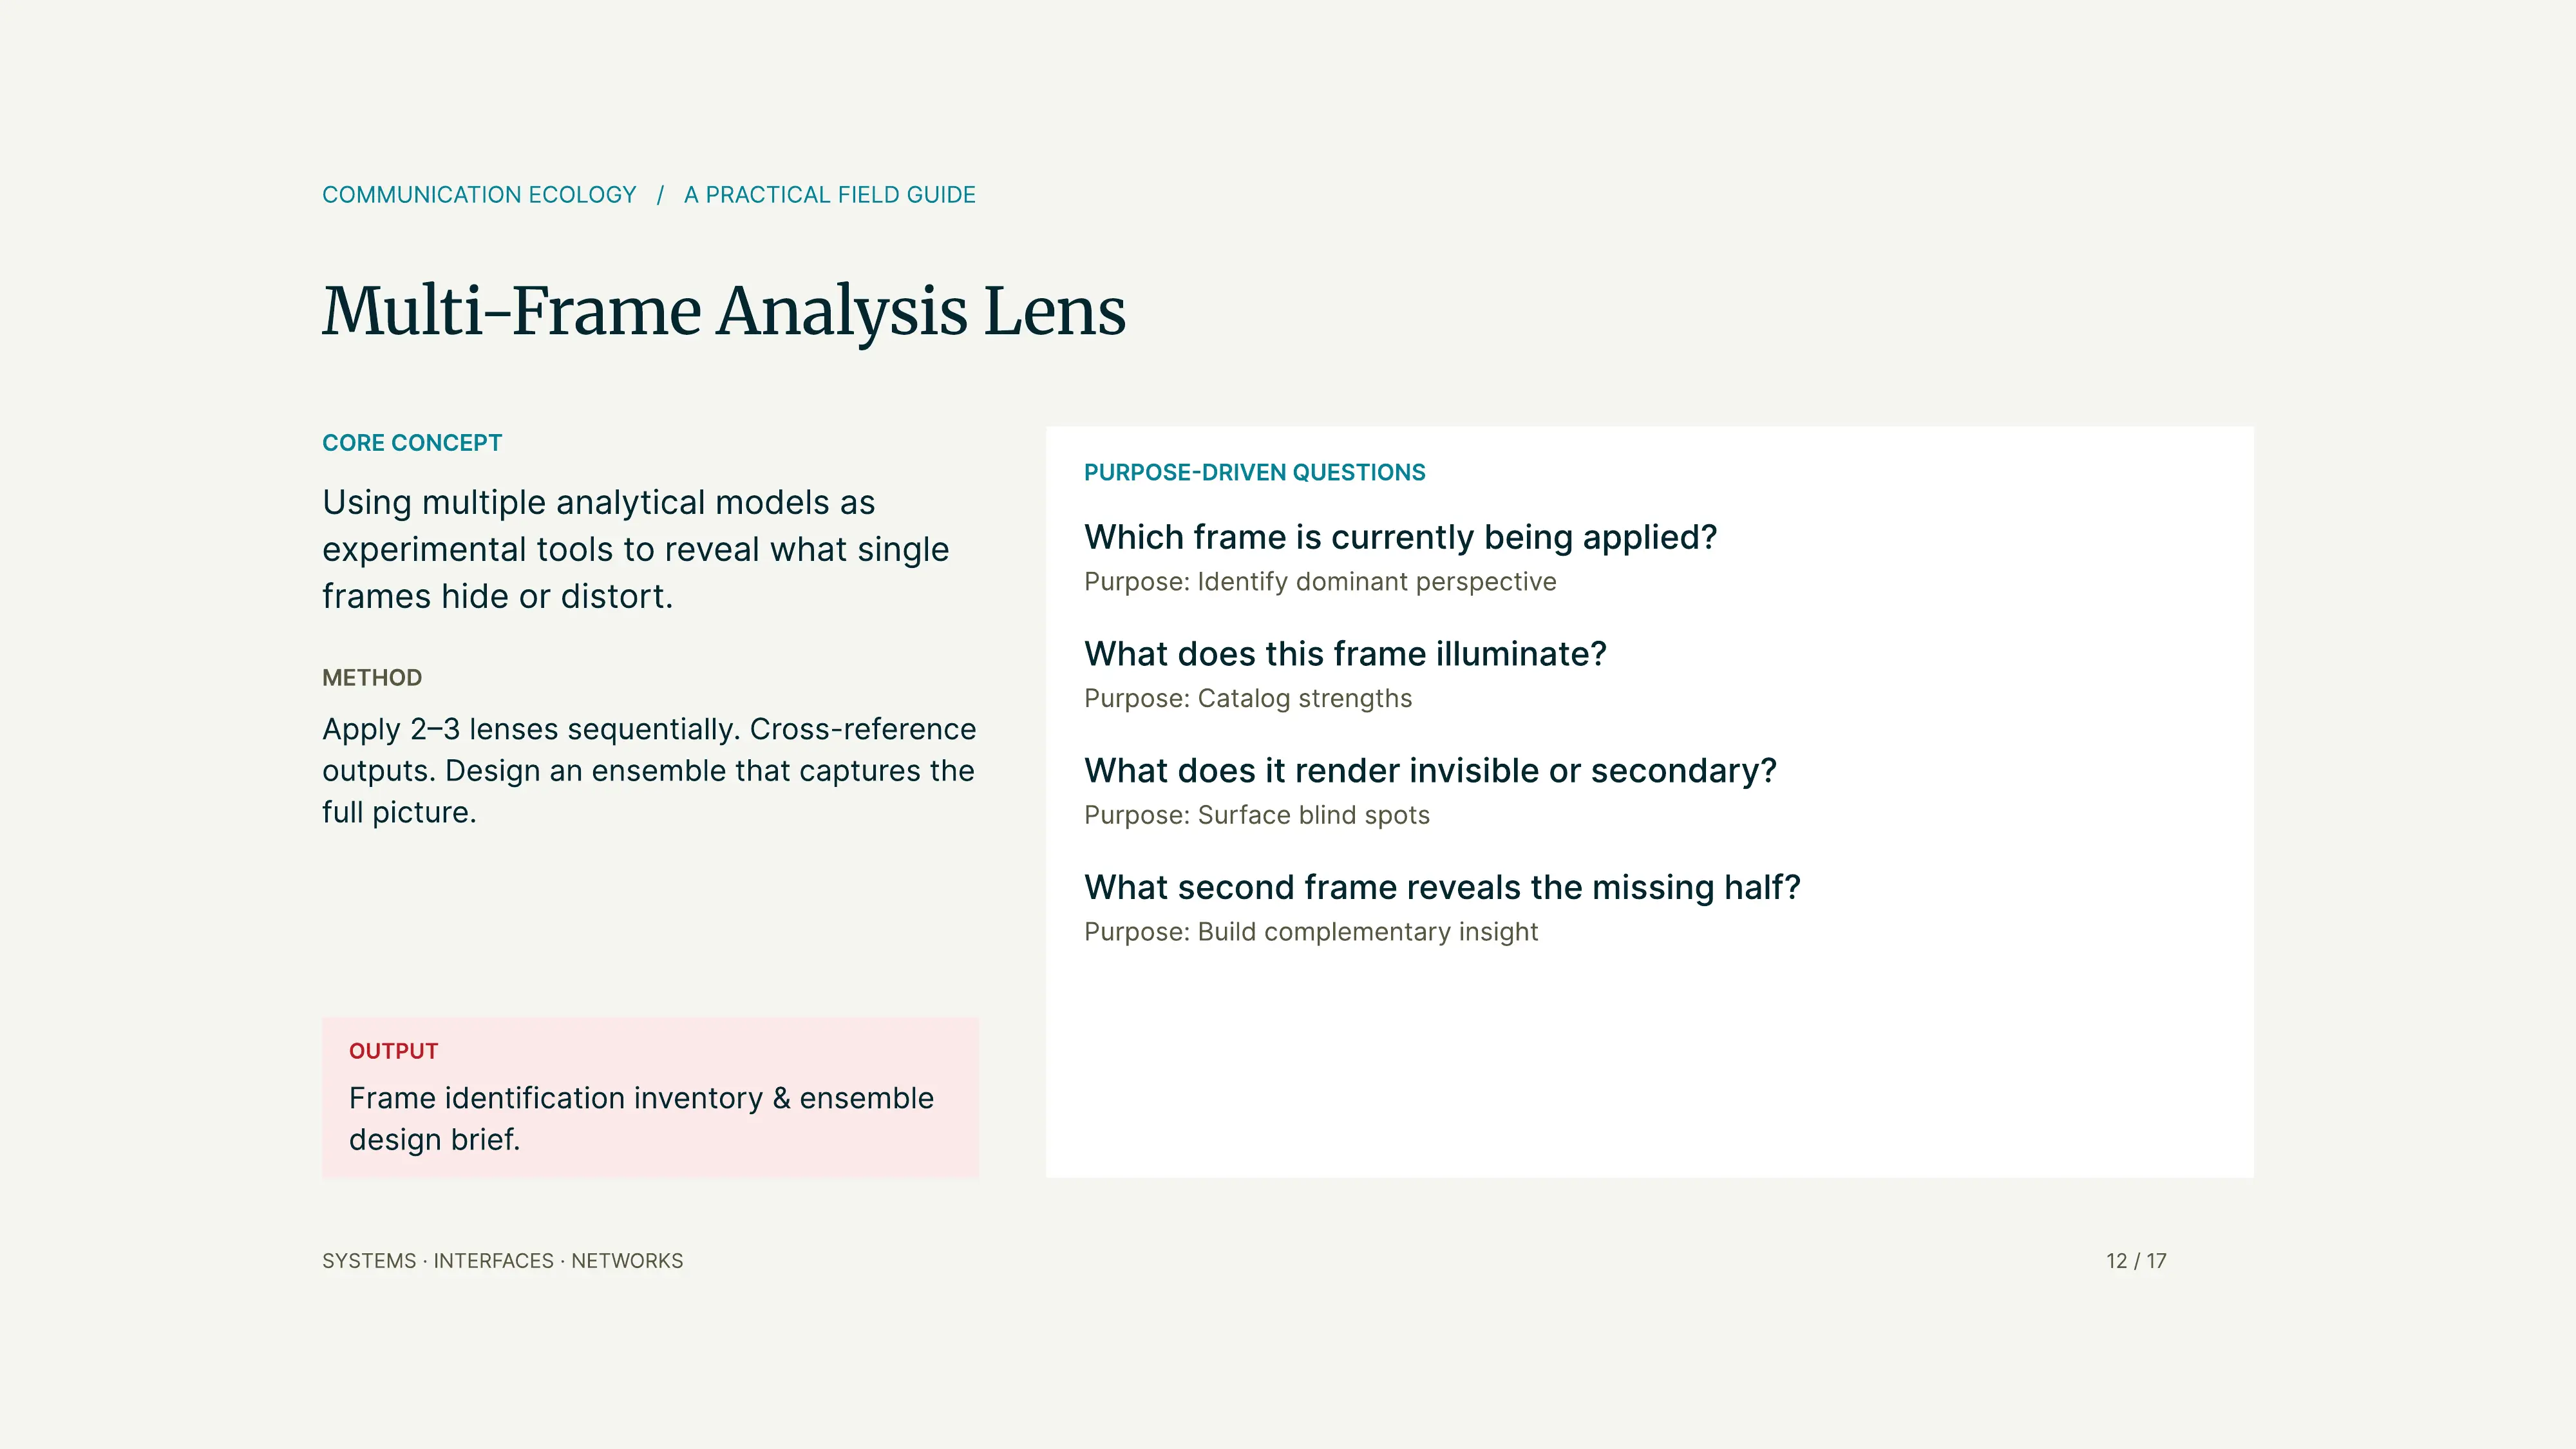 COMMUNICATION ECOLOGY / A PRACTICAL FIELD GUIDE
Multi-Frame Analysis Lens
CORE CONCEPT
Using multiple analytical models as
experimental tools to reveal what single
frames hide or distort.
METHOD
Apply 2–3 lenses sequentially. Cross-reference
outputs. Design an ensemble that captures the
full picture.
OUTPUT
Frame identification inventory & ensemble
design brief.
PURPOSE-DRIVEN QUESTIONS
Which frame is currently being applied?
Purpose: Identify dominant perspective
What does this frame illuminate?
Purpose: Catalog strengths
What does it render invisible or secondary?
Purpose: Surface blind spots
What second frame reveals the missing half?
Purpose: Build complementary insight
SYSTEMS · INTERFACES · NETWORKS
12 / 17